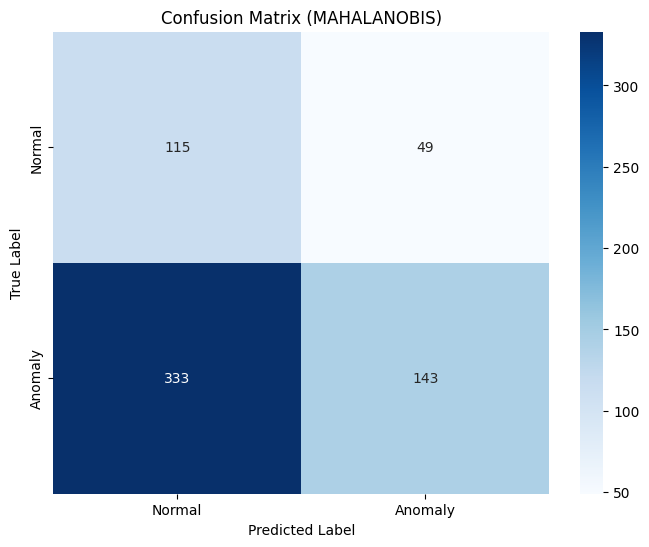 Confusion Matrix (MAHALANOBIS)
True Label
Normal
115
49
Anomaly
333
143
Normal
Anomaly
Predicted Label
300
250
200
150
100
50